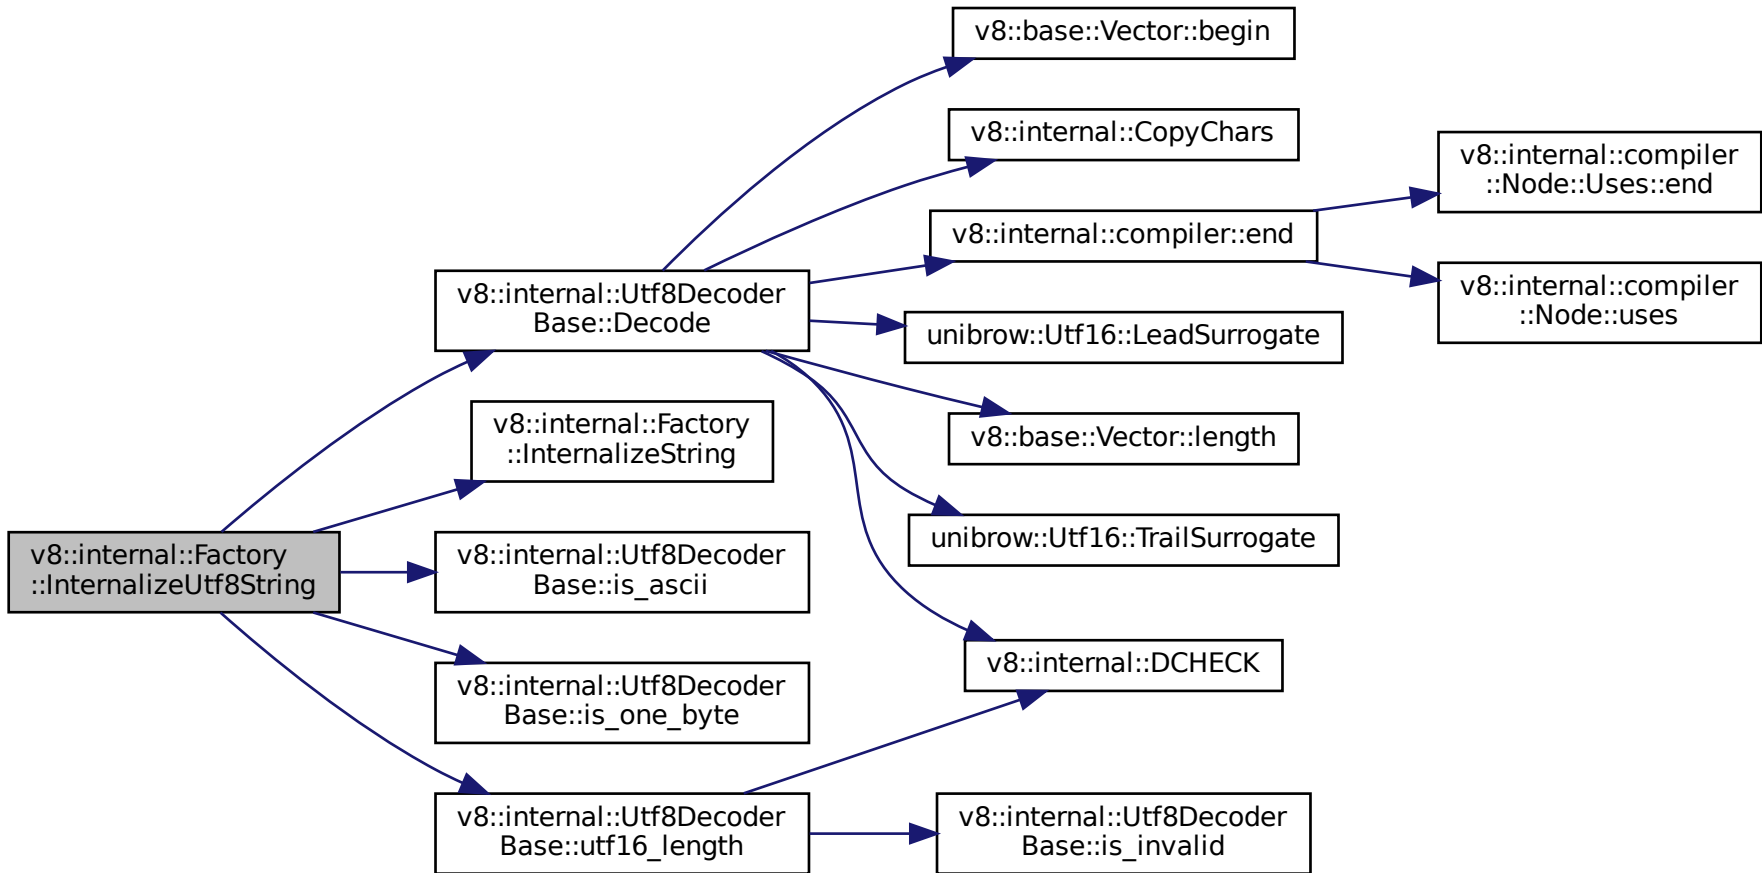 v8::base::Vector::begin
v8::internal::CopyChars
v8::internal::compiler
::Node::Uses::end
v8::internal::compiler::end
v8::internal::compiler
::Node::uses
v8::internal::Utf8Decoder
Base::Decode
unibrow::Utf16::LeadSurrogate
v8::internal::Factory
::InternalizeString
v8::base::Vector::length
unibrow::Utf16::TrailSurrogate
v8::internal::Factory
::InternalizeUtf8String
v8::internal::Utf8Decoder
Base::is_ascii
v8::internal::Utf8Decoder
Base::is_one_byte
v8::internal::DCHECK
v8::internal::Utf8Decoder
Base::utf16_length
v8::internal::Utf8Decoder
Base::is_invalid